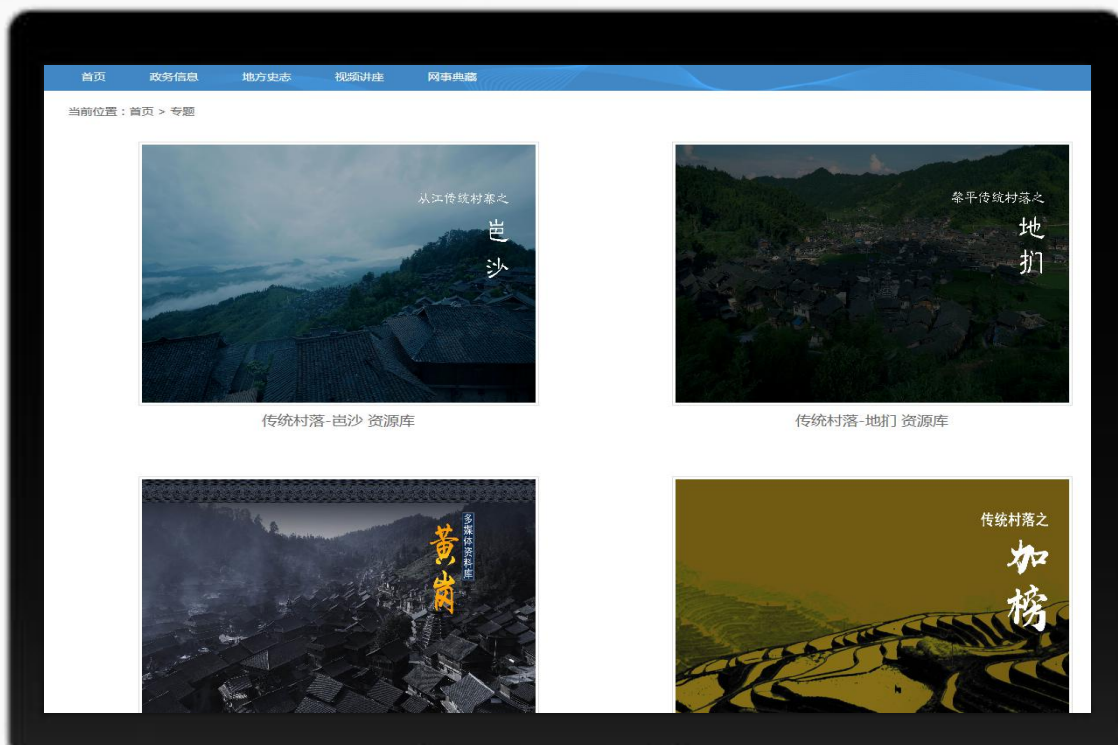 首页 政务信息 地方史志 视频讲座 网事典藏
当前位置：首页 > 专题
从江传统村寨之
岜沙
黎平传统村落之
地扪
传统村落-岜沙 资源库
传统村落-地扪 资源库
多媒体资料库
黄岗
传统村落之
加榜